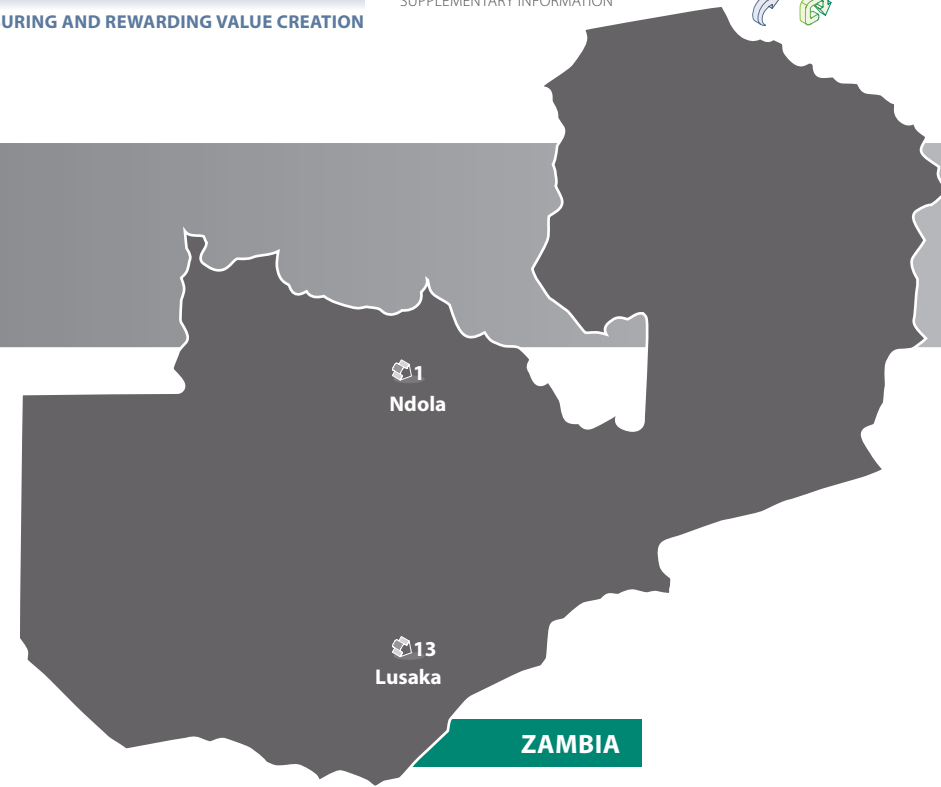 URING AND REWARDING VALUE CREATION
SUPPLEMENTARY INFORMATION
1
Ndola
13
Lusaka
ZAMBIA